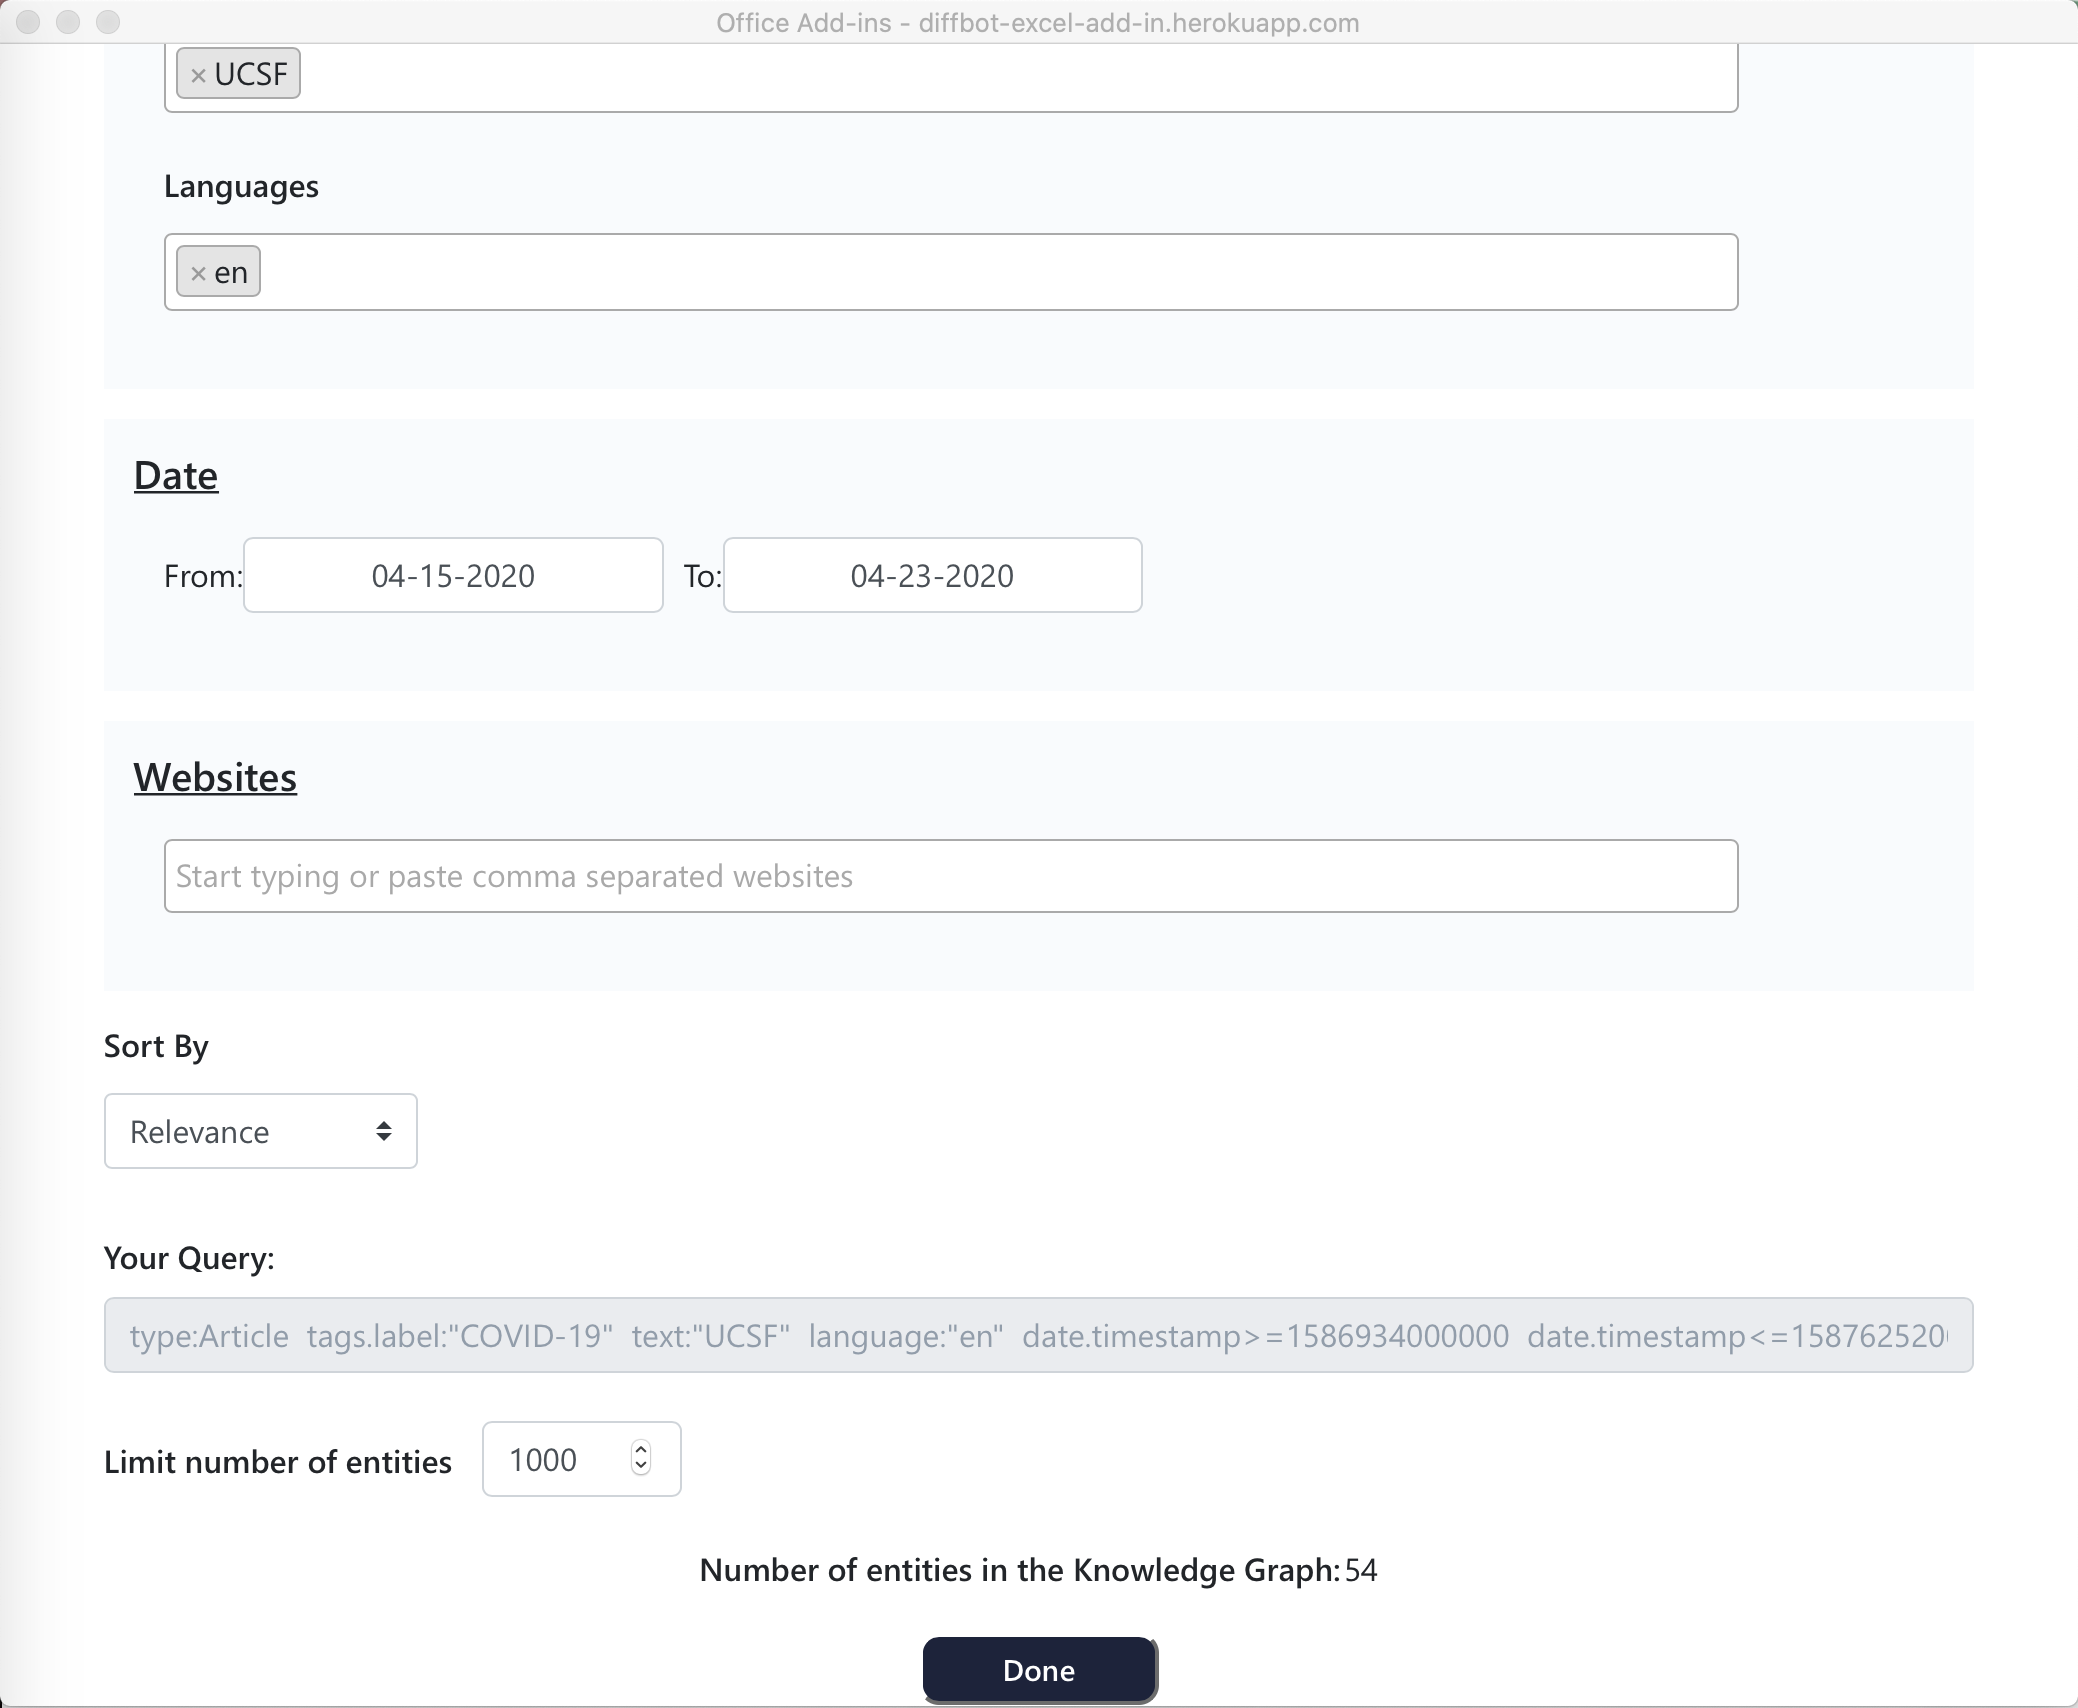 Office Add-ins - diffbot-excel-add-in.herokuapp.com
× UCSF
Languages
× en
Date
From: 04-15-2020 To: 04-23-2020
Websites
Start typing or paste comma separated websites
Sort By
Relevance
Your Query:
type:Article tags.label:"COVID-19" text:"UCSF" language:"en" date.timestamp>=1586934000000 date.timestamp<=158762520
Limit number of entities 1000
Number of entities in the Knowledge Graph: 54
Done